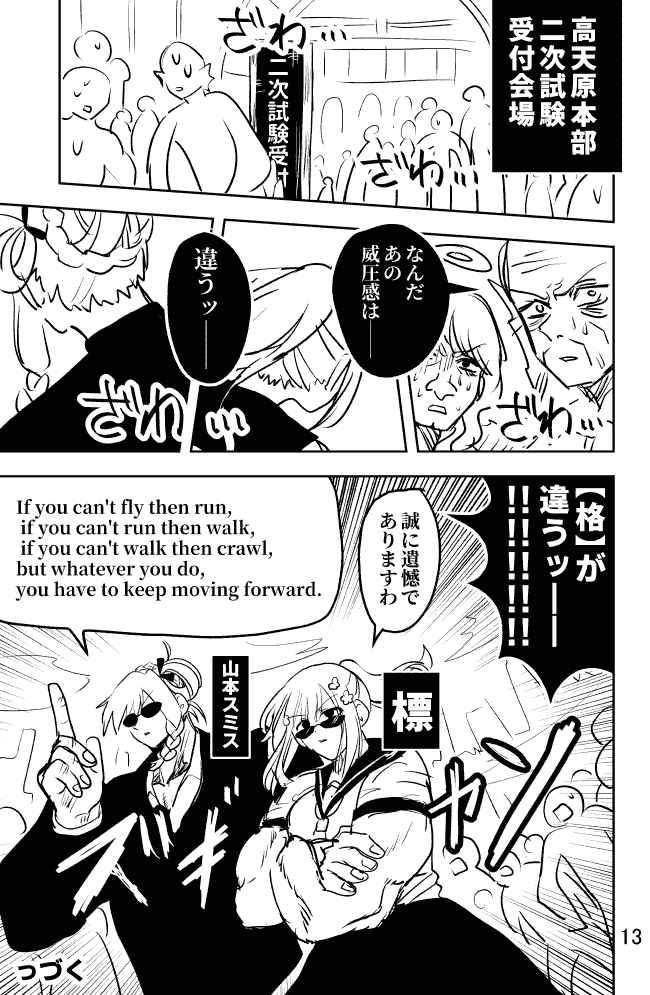 高天原本部
二次試験
受付会場
ざわ…
二次試験受付
ざわ…
なんだ
あの
威圧感は──
ざわ…
違うッ──
ざわ…
【格】が
違うッ──
!!!!!!!!
誠に遺憾で
ありますわ
If you can't fly then run,
if you can't run then walk,
if you can't walk then crawl,
but whatever you do,
you have to keep moving forward.
標
山本スミス
ズギャン
っづく
13